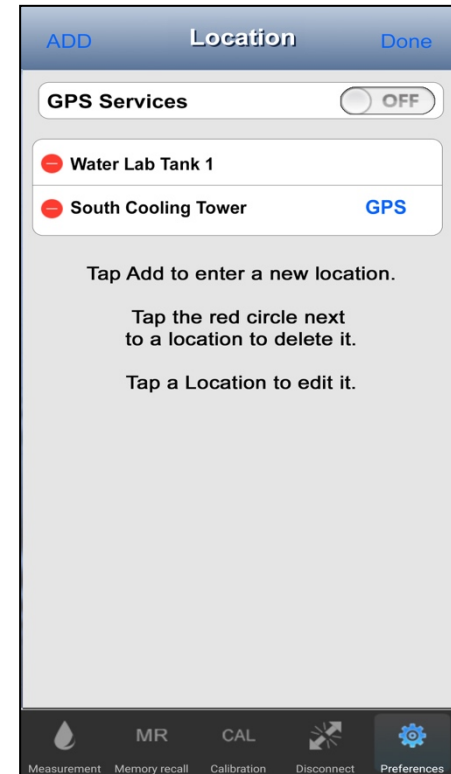 ADD Location Done
GPS Services OFF
Water Lab Tank 1
South Cooling Tower GPS
Tap Add to enter a new location.
Tap the red circle next
to a location to delete it.
Tap a Location to edit it.
MR CAL
Measurement Memory recall Calibration Disconnect Preferences